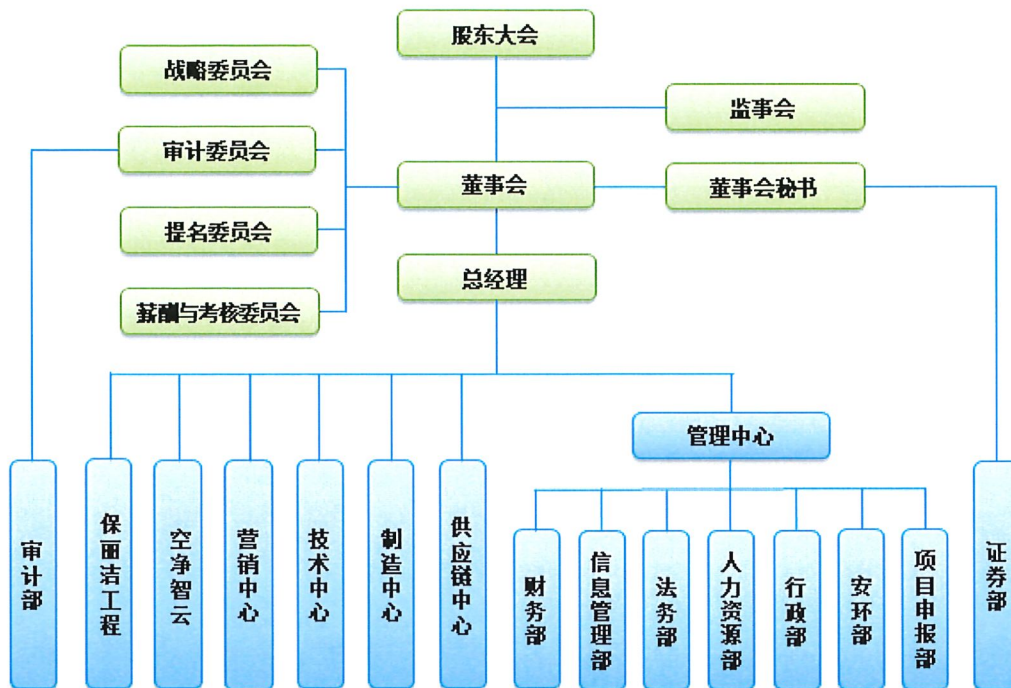 股东大会
战略委员会
监事会
审计委员会
董事会
董事会秘书
提名委员会
总经理
薪酬与考核委员会
管理中心
审计部
保丽洁工程
空净智云
营销中心
技术中心
制造中心
供应链中心
财务部
信息管理部
法务部
人力资源部
行政部
安环部
项目申报部
证券部